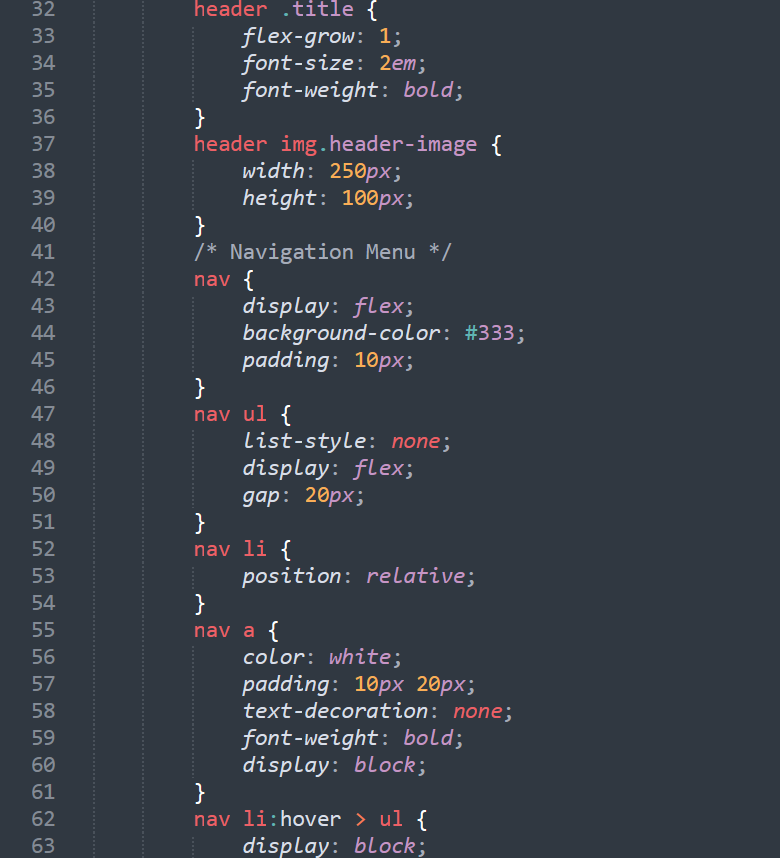 32 header .title {
33 flex-grow: 1;
34 font-size: 2em;
35 font-weight: bold;
36 }
37 header img.header-image {
38 width: 250px;
39 height: 100px;
40 }
41 /* Navigation Menu */
42 nav {
43 display: flex;
44 background-color: #333;
45 padding: 10px;
46 }
47 nav ul {
48 list-style: none;
49 display: flex;
50 gap: 20px;
51 }
52 nav li {
53 position: relative;
54 }
55 nav a {
56 color: white;
57 padding: 10px 20px;
58 text-decoration: none;
59 font-weight: bold;
60 display: block;
61 }
62 nav li:hover > ul {
63 display: block;